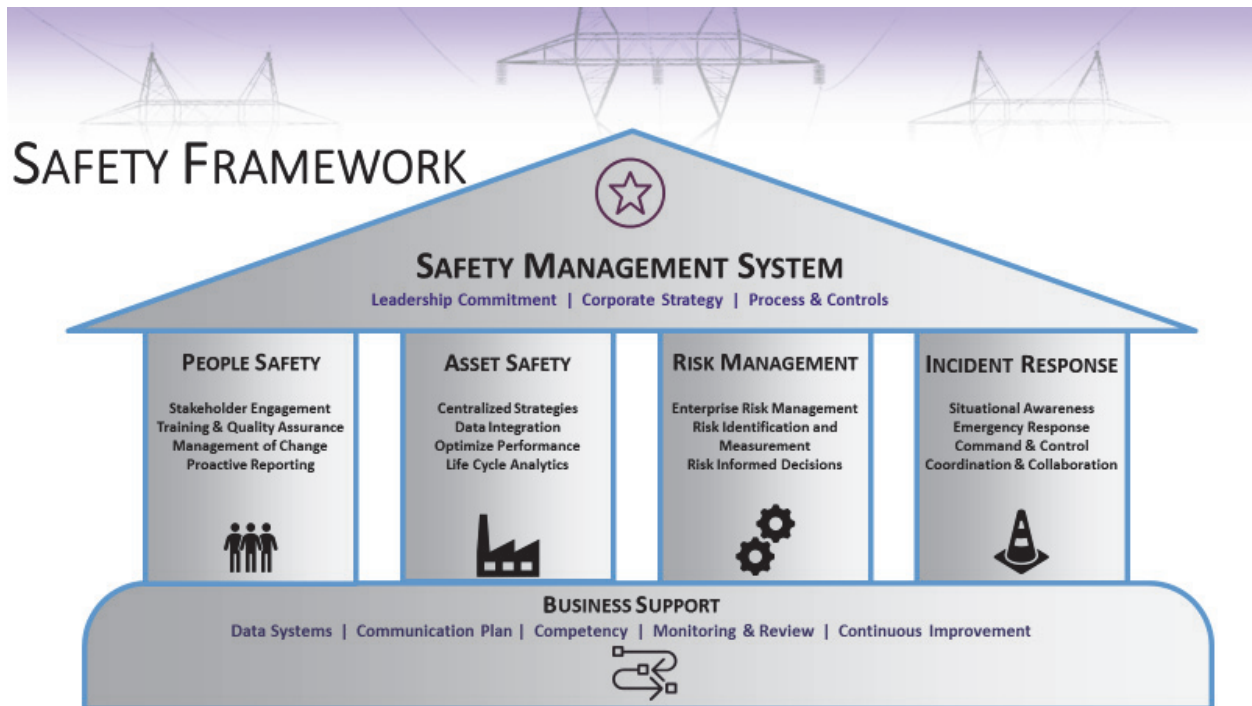 SAFETY FRAMEWORK
SAFETY MANAGEMENT SYSTEM
Leadership Commitment | Corporate Strategy | Process & Controls
PEOPLE SAFETY
Stakeholder Engagement
Training & Quality Assurance
Management of Change
Proactive Reporting
ASSET SAFETY
Centralized Strategies
Data Integration
Optimize Performance
Life Cycle Analytics
RISK MANAGEMENT
Enterprise Risk Management
Risk Identification and
Measurement
Risk Informed Decisions
INCIDENT RESPONSE
Situational Awareness
Emergency Response
Command & Control
Coordination & Collaboration
BUSINESS SUPPORT
Data Systems | Communication Plan | Competency | Monitoring & Review | Continuous Improvement